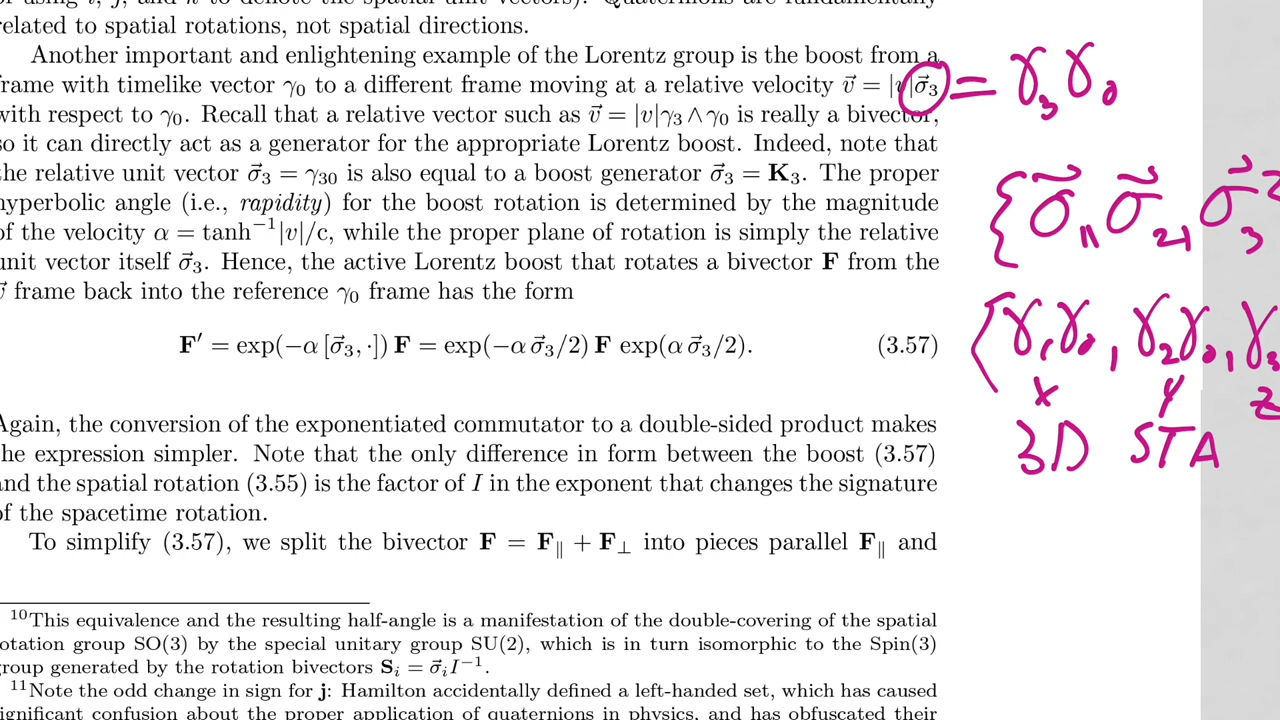 related to spatial rotations, not spatial directions.
Another important and enlightening example of the Lorentz group is the boost from a
frame with timelike vector γ₀ to a different frame moving at a relative velocity v⃗ = |v|σ⃗₃
with respect to γ₀. Recall that a relative vector such as v⃗ = |v|γ₃ ∧ γ₀ is really a bivector,
so it can directly act as a generator for the appropriate Lorentz boost. Indeed, note that
the relative unit vector σ⃗₃ = γ₃₀ is also equal to a boost generator σ⃗₃ = K₃. The proper
hyperbolic angle (i.e., rapidity) for the boost rotation is determined by the magnitude
of the velocity α = tanh⁻¹|v|/c, while the proper plane of rotation is simply the relative
unit vector itself σ⃗₃. Hence, the active Lorentz boost that rotates a bivector F from the
v⃗ frame back into the reference γ₀ frame has the form
F′ = exp(−α [σ⃗₃, ·]) F = exp(−α σ⃗₃/2) F exp(α σ⃗₃/2). (3.57)
Again, the conversion of the exponentiated commutator to a double-sided product makes
the expression simpler. Note that the only difference in form between the boost (3.57)
and the spatial rotation (3.55) is the factor of I in the exponent that changes the signature
of the spacetime rotation.
To simplify (3.57), we split the bivector F = F∥ + F⊥ into pieces parallel F∥ and
¹⁰This equivalence and the resulting half-angle is a manifestation of the double-covering of the spatial
rotation group SO(3) by the special unitary group SU(2), which is in turn isomorphic to the Spin(3)
group generated by the rotation bivectors Sᵢ = σ⃗ᵢI⁻¹.
¹¹Note the odd change in sign for j: Hamilton accidentally defined a left-handed set, which has caused
significant confusion about the proper application of quaternions in physics, and has obfuscated their
= γ₃γ₀
{σ⃗₁, σ⃗₂, σ⃗₃
{γ₁γ₀, γ₂γ₀, γ₃
x y z
3D STA